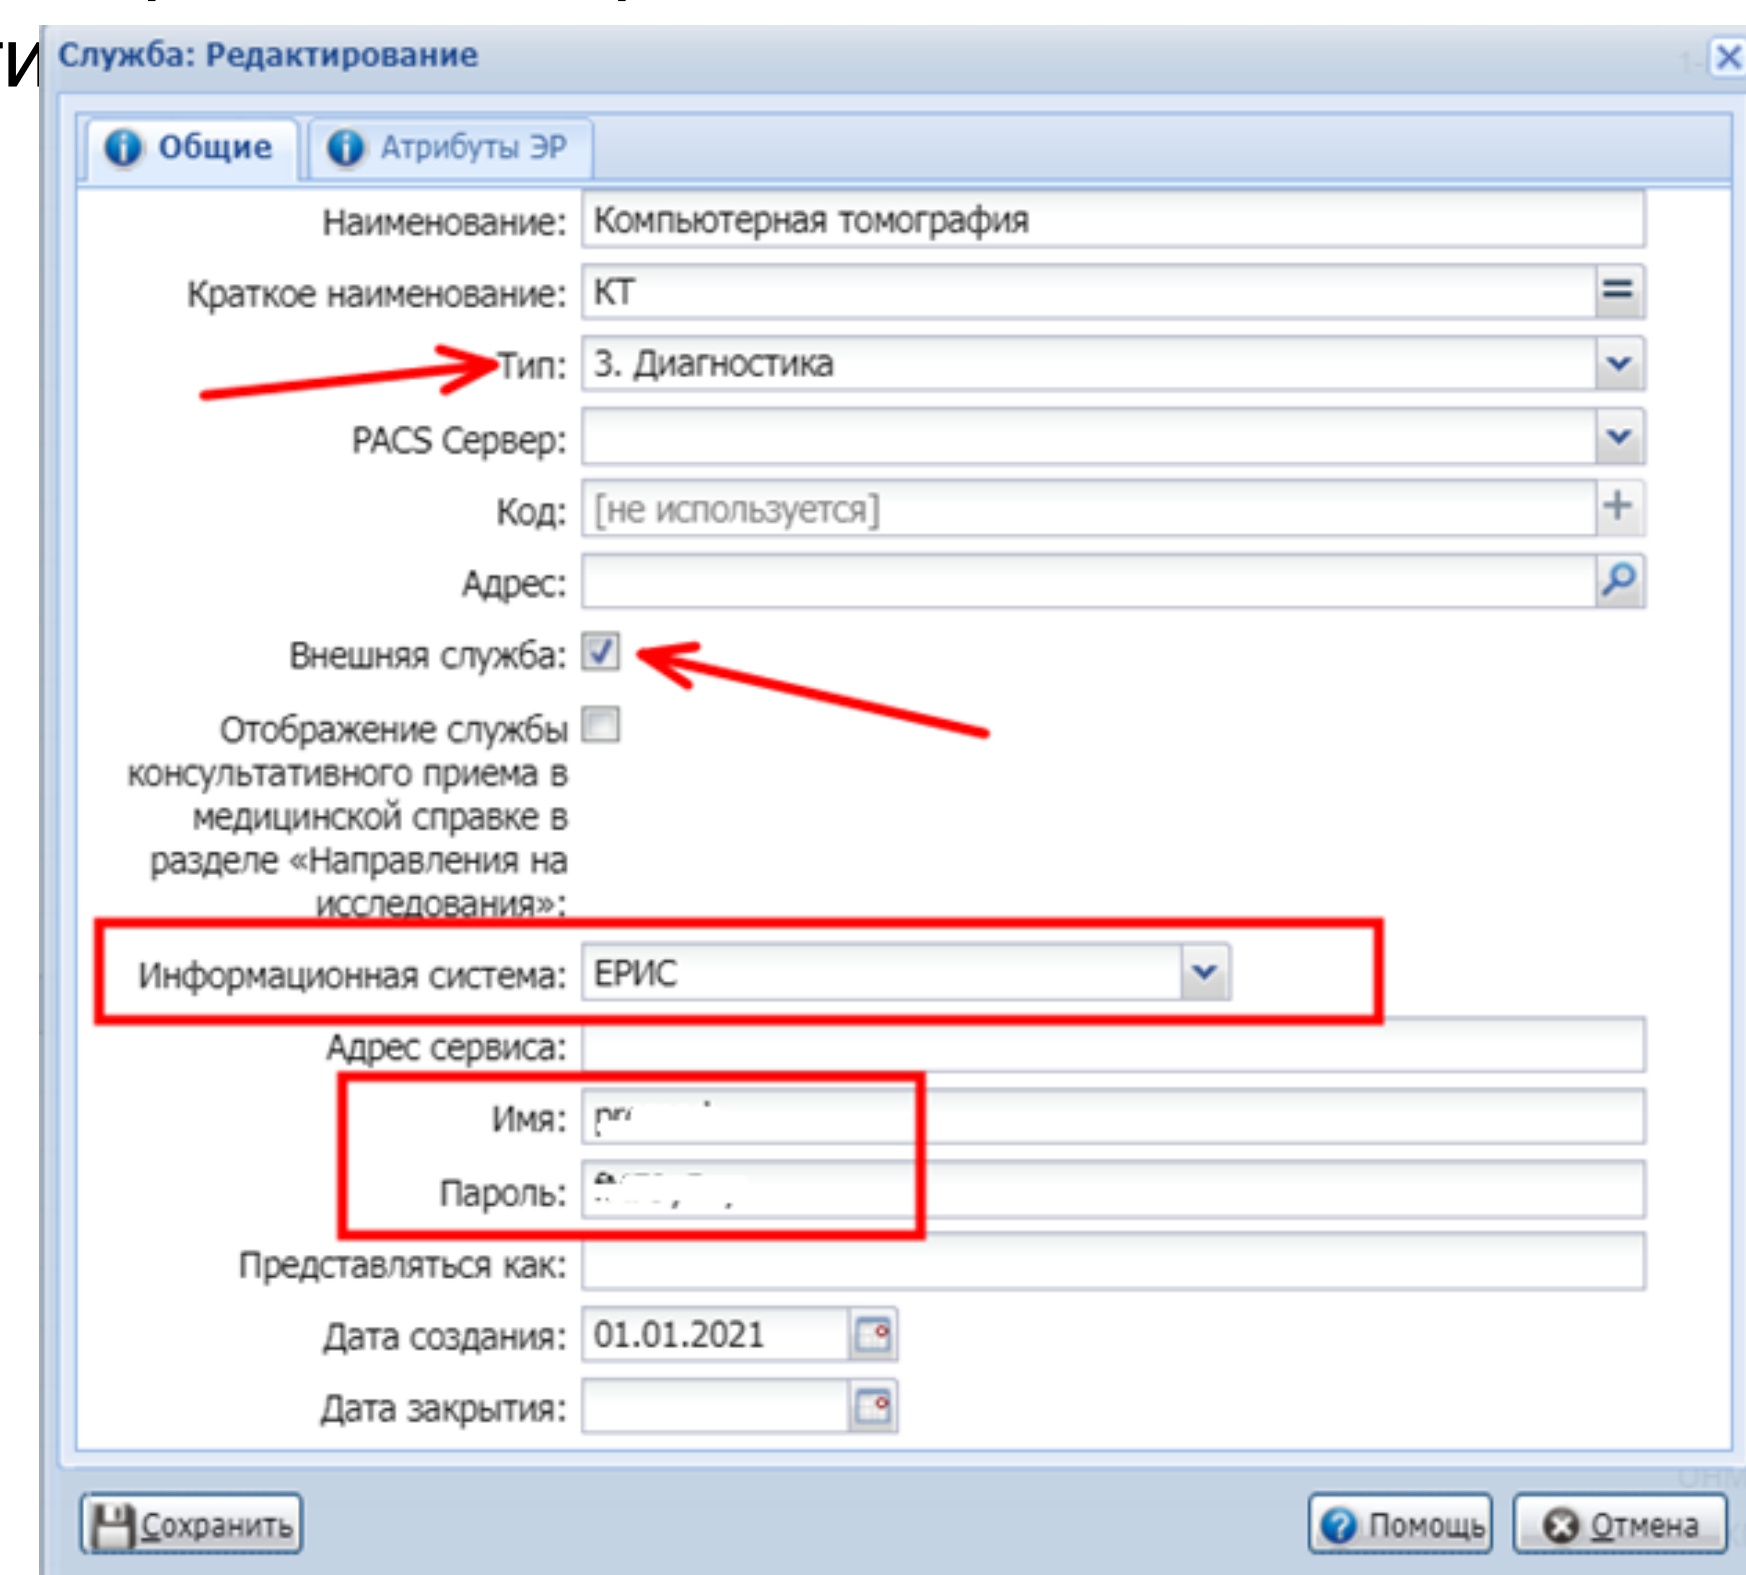 Служба: Редактирование
Общие
Атрибуты ЭР
Наименование: Компьютерная томография
Краткое наименование: КТ
Тип: 3. Диагностика
PACS Сервер:
Код: [не используется]
Адрес:
Внешняя служба:
Отображение службы
консультативного приема в
медицинской справке в
разделе «Направления на
исследования»:
Информационная система: ЕРИС
Адрес сервиса:
Имя:
Пароль:
Представляться как:
Дата создания: 01.01.2021
Дата закрытия:
Сохранить
Помощь
Отмена